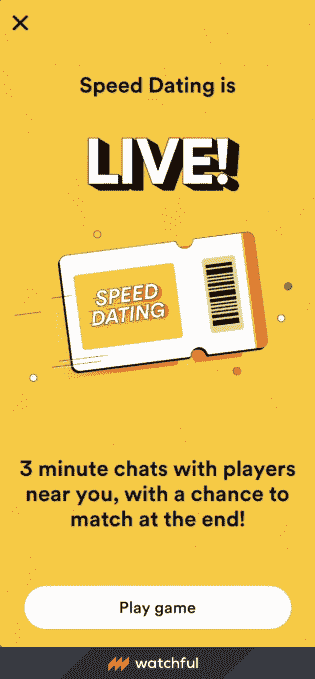 Speed Dating is
LIVE!
SPEED
DATING
3 minute chats with players
near you, with a chance to
match at the end!
Play game
watchful